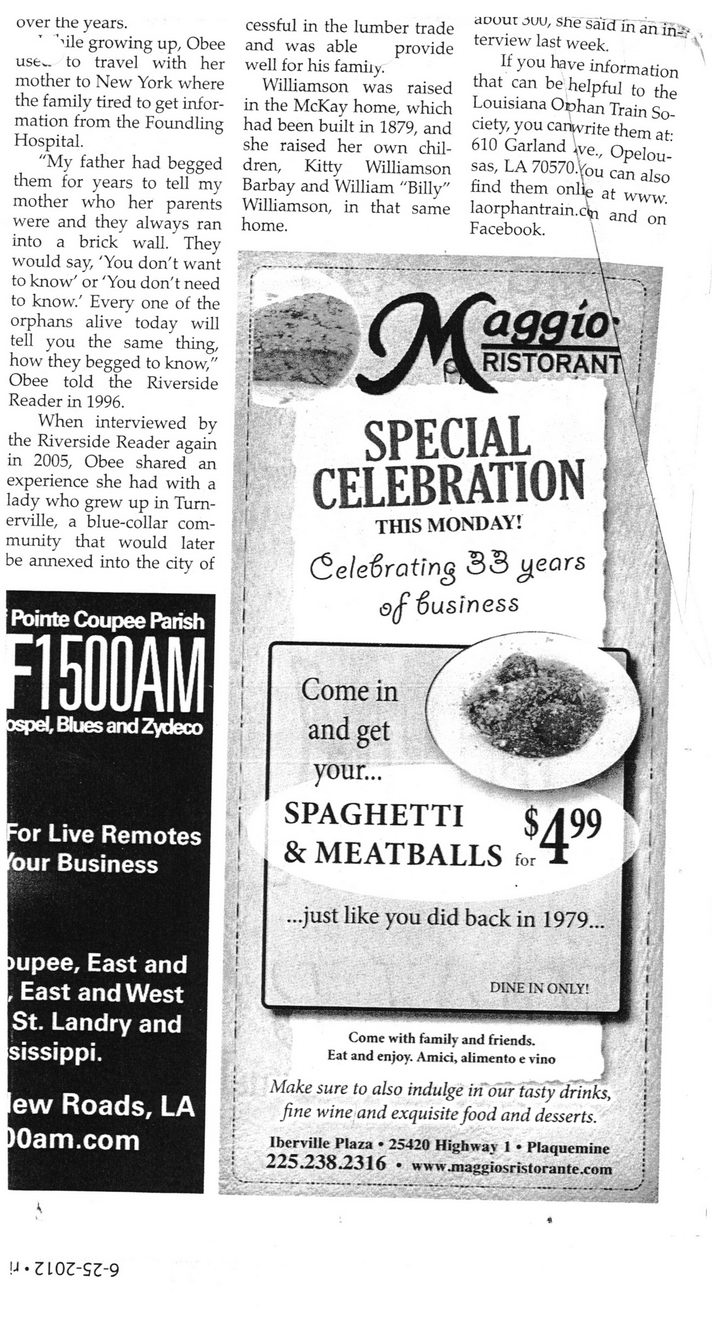 over the years.
hile growing up, Obee
to travel with her
mother to New York where
the family tired to get infor-
mation from the Foundling
Hospital.
“My father had begged
them for years to tell my
mother who her parents
were and they always ran
into a brick wall. They
would say, ‘You don’t want
to know’ or ‘You don’t need
to know.’ Every one of the
orphans alive today will
tell you the same thing,
how they begged to know,”
Obee told the Riverside
Reader in 1996.
When interviewed by
the Riverside Reader again
in 2005, Obee shared an
experience she had with a
lady who grew up in Turn-
erville, a blue-collar com-
munity that would later
be annexed into the city of
cessful in the lumber trade
and was able provide
well for his family.
Williamson was raised
in the McKay home, which
had been built in 1879, and
she raised her own chil-
dren, Kitty Williamson
Barbay and William “Billy”
Williamson, in that same
home.
about 300, she said in an in-
terview last week.
If you have information
that can be helpful to the
Louisiana Orphan Train So-
ciety, you can write them at:
610 Garland Ave., Opelou-
sas, LA 70570. You can also
find them onlie at www.
laorphantrain.cm and on
Facebook.
Pointe Coupee Parish
F1500AM
ospel, Blues and Zydeco
For Live Remotes
Your Business
oupee, East and
, East and West
St. Landry and
sissippi.
New Roads, LA
00am.com
Maggio
RISTORANT
SPECIAL
CELEBRATION
THIS MONDAY!
Celebrating 33 years
of business
Come in
and get
your...
SPAGHETTI
& MEATBALLS for $4.99
...just like you did back in 1979...
DINE IN ONLY!
Come with family and friends.
Eat and enjoy. Amici, alimento e vino
Make sure to also indulge in our tasty drinks,
fine wine and exquisite food and desserts.
Iberville Plaza • 25420 Highway 1 • Plaquemine
225.238.2316 • www.maggiosristorante.com
6-25-2012 • ri